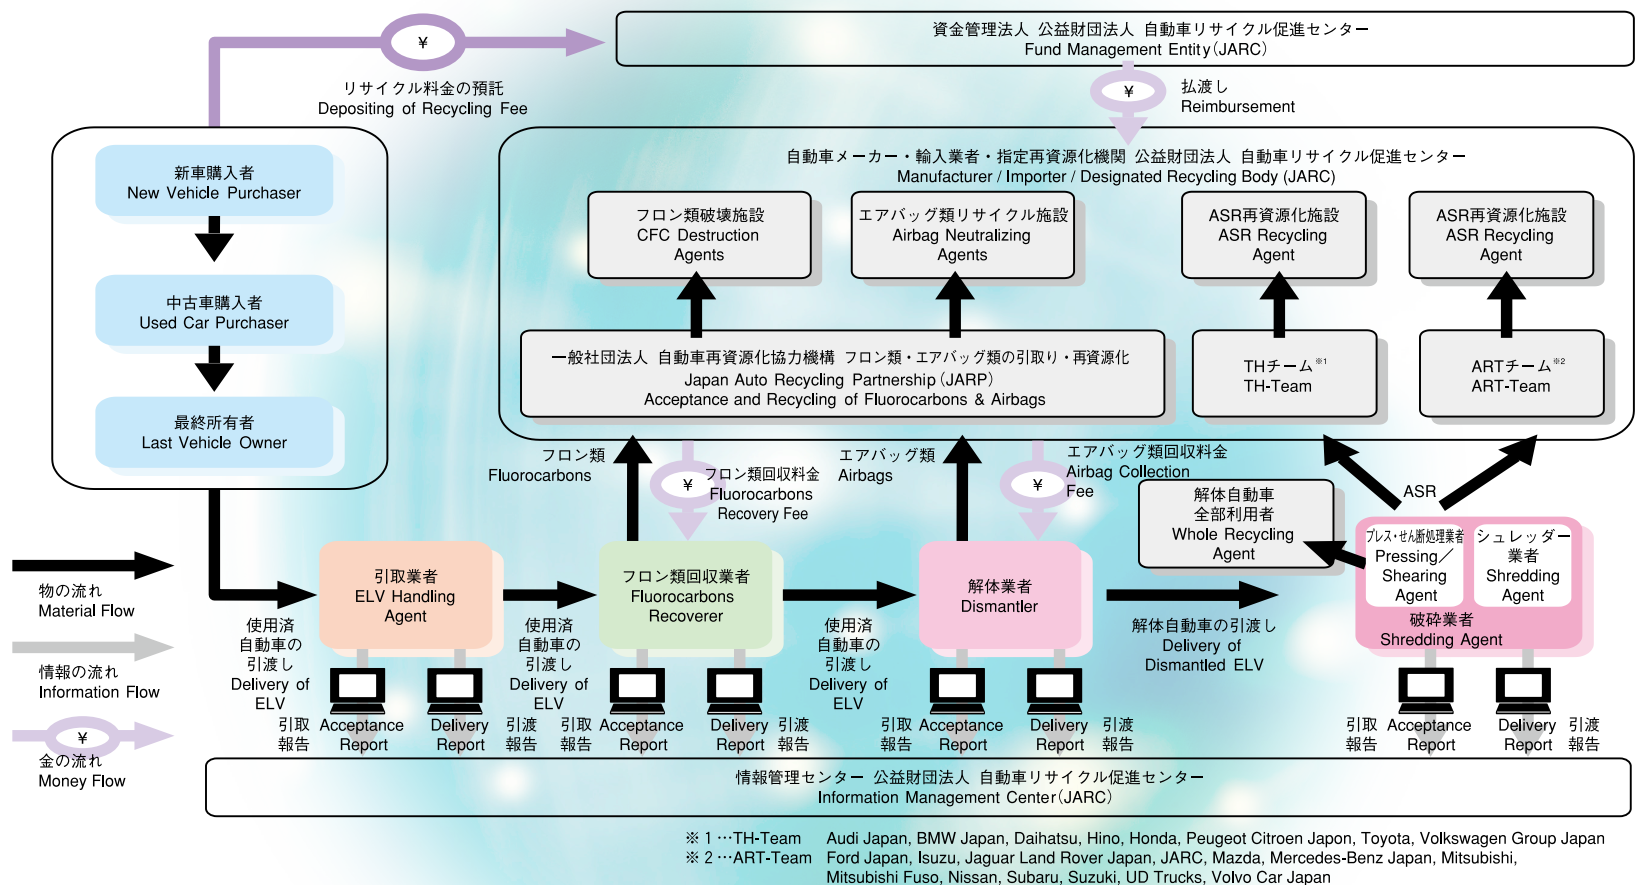 ¥
資金管理法人 公益財団法人 自動車リサイクル促進センター
Fund Management Entity(JARC)
リサイクル料金の預託
Depositing of Recycling Fee
¥
払渡し
Reimbursement
新車購入者
New Vehicle Purchaser
中古車購入者
Used Car Purchaser
最終所有者
Last Vehicle Owner
自動車メーカー・輸入業者・指定再資源化機関 公益財団法人 自動車リサイクル促進センター
Manufacturer / Importer / Designated Recycling Body (JARC)
フロン類破壊施設
CFC Destruction
Agents
エアバッグ類リサイクル施設
Airbag Neutralizing
Agents
ASR再資源化施設
ASR Recycling
Agent
ASR再資源化施設
ASR Recycling
Agent
一般社団法人 自動車再資源化協力機構 フロン類・エアバッグ類の引取り・再資源化
Japan Auto Recycling Partnership (JARP)
Acceptance and Recycling of Fluorocarbons & Airbags
THチーム※1
TH-Team
ARTチーム※2
ART-Team
フロン類
Fluorocarbons
¥
フロン類回収料金
Fluorocarbons
Recovery Fee
エアバッグ類
Airbags
¥
エアバッグ類回収料金
Airbag Collection
Fee
ASR
解体自動車
全部利用者
Whole Recycling
Agent
物の流れ
Material Flow
情報の流れ
Information Flow
¥
金の流れ
Money Flow
使用済
自動車の
引渡し
Delivery of
ELV
引取業者
ELV Handling
Agent
使用済
自動車の
引渡し
Delivery of
ELV
フロン類回収業者
Fluorocarbons
Recoverer
使用済
自動車の
引渡し
Delivery of
ELV
解体業者
Dismantler
解体自動車の引渡し
Delivery of
Dismantled ELV
プレス・せん断処理業者
Pressing／
Shearing
Agent
シュレッダー
業者
Shredding
Agent
破砕業者
Shredding Agent
引取
報告
Acceptance
Report
Delivery
Report
引渡
報告
引取
報告
Acceptance
Report
Delivery
Report
引渡
報告
引取
報告
Acceptance
Report
Delivery
Report
引渡
報告
引取
報告
Acceptance
Report
Delivery
Report
引渡
報告
情報管理センター 公益財団法人 自動車リサイクル促進センター
Information Management Center(JARC)
※ 1 …TH-Team Audi Japan, BMW Japan, Daihatsu, Hino, Honda, Peugeot Citroen Japon, Toyota, Volkswagen Group Japan
※ 2 …ART-Team Ford Japan, Isuzu, Jaguar Land Rover Japan, JARC, Mazda, Mercedes-Benz Japan, Mitsubishi,
Mitsubishi Fuso, Nissan, Subaru, Suzuki, UD Trucks, Volvo Car Japan